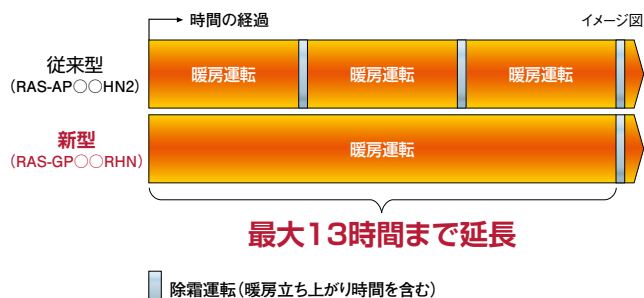 時間の経過
イメージ図
従来型
(RAS-AP○○HN2)
暖房運転 暖房運転 暖房運転
新型
(RAS-GP○○RHN)
暖房運転
最大13時間まで延長
除霜運転(暖房立ち上がり時間を含む)